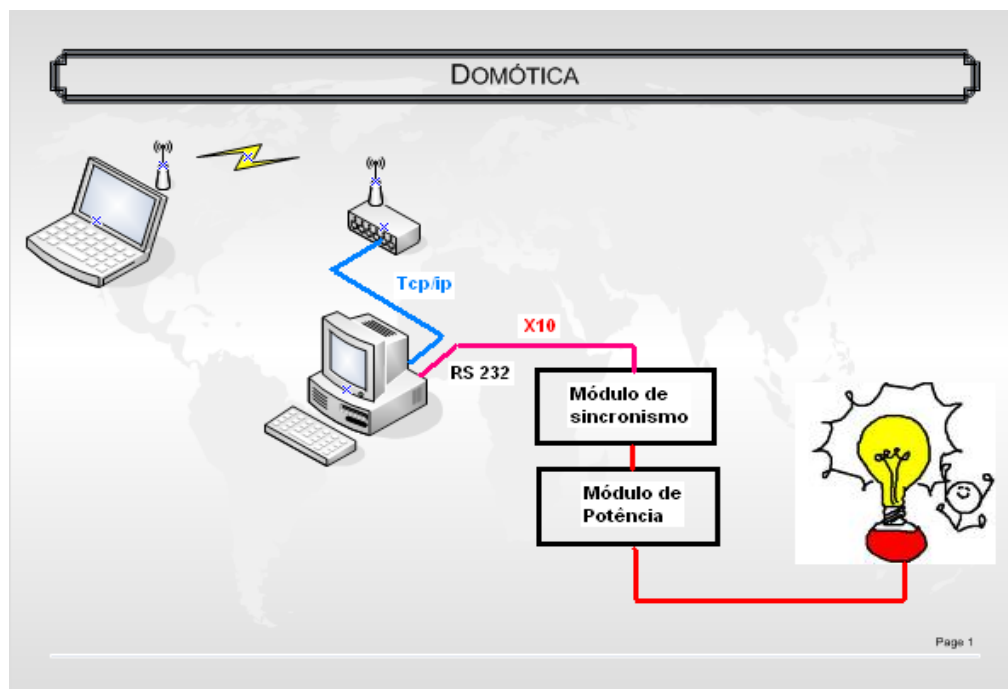 DOMÓTICA
Tcp/ip
X10
RS 232
Módulo de
sincronismo
Módulo de
Potência
Page 1